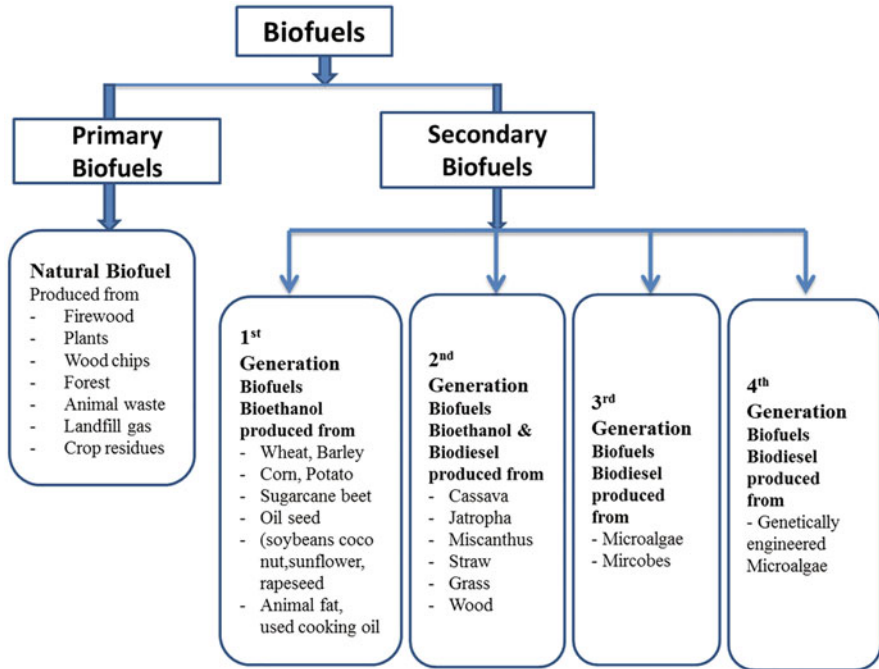 Biofuels
Primary
Biofuels
Secondary
Biofuels
Natural Biofuel
Produced from
- Firewood
- Plants
- Wood chips
- Forest
- Animal waste
- Landfill gas
- Crop residues
1st
Generation
Biofuels
Bioethanol
produced from
- Wheat, Barley
- Corn, Potato
- Sugarcane beet
- Oil seed
- (soybeans coco
nut,sunflower,
rapeseed
- Animal fat,
used cooking oil
2nd
Generation
Biofuels
Bioethanol &
Biodiesel
produced from
- Cassava
- Jatropha
- Miscanthus
- Straw
- Grass
- Wood
3rd
Generation
Biofuels
Biodiesel
produced
from
- Microalgae
- Mircobes
4th
Generation
Biofuels
Biodiesel
produced
from
- Genetically
engineered
Microalgae